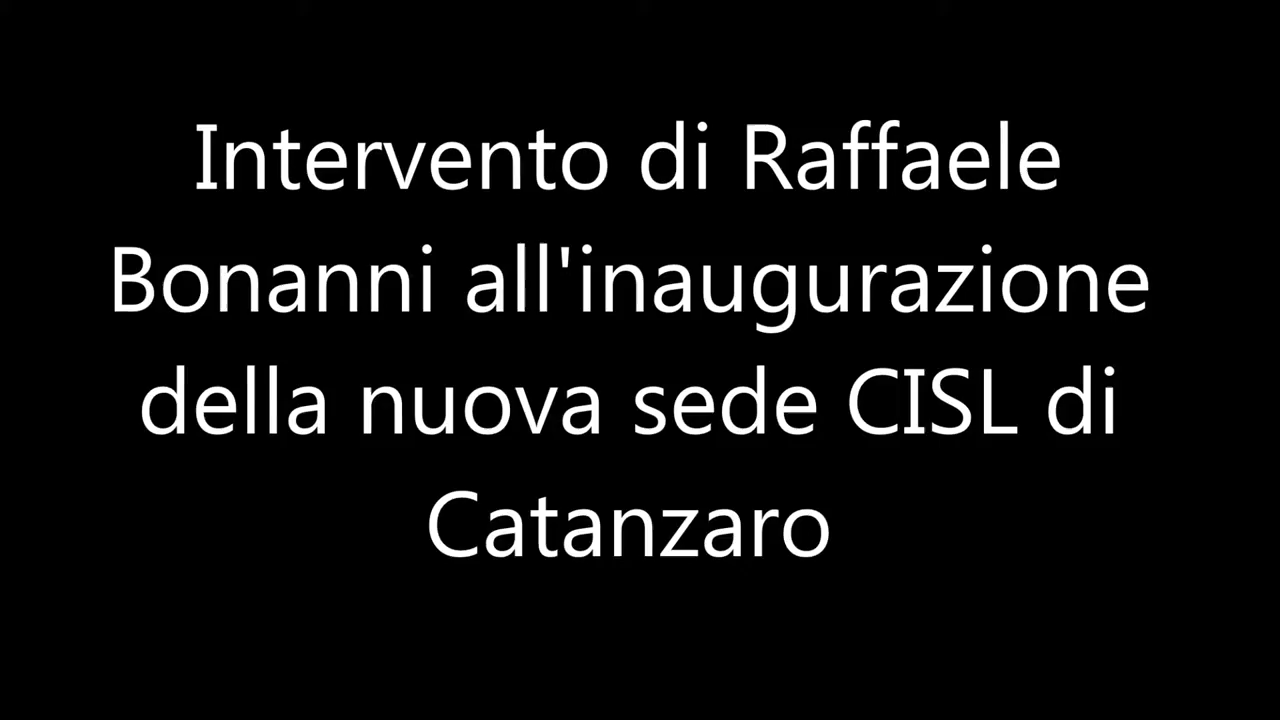 Intervento di Raffaele
Bonanni all'inaugurazione
della nuova sede CISL di
Catanzaro